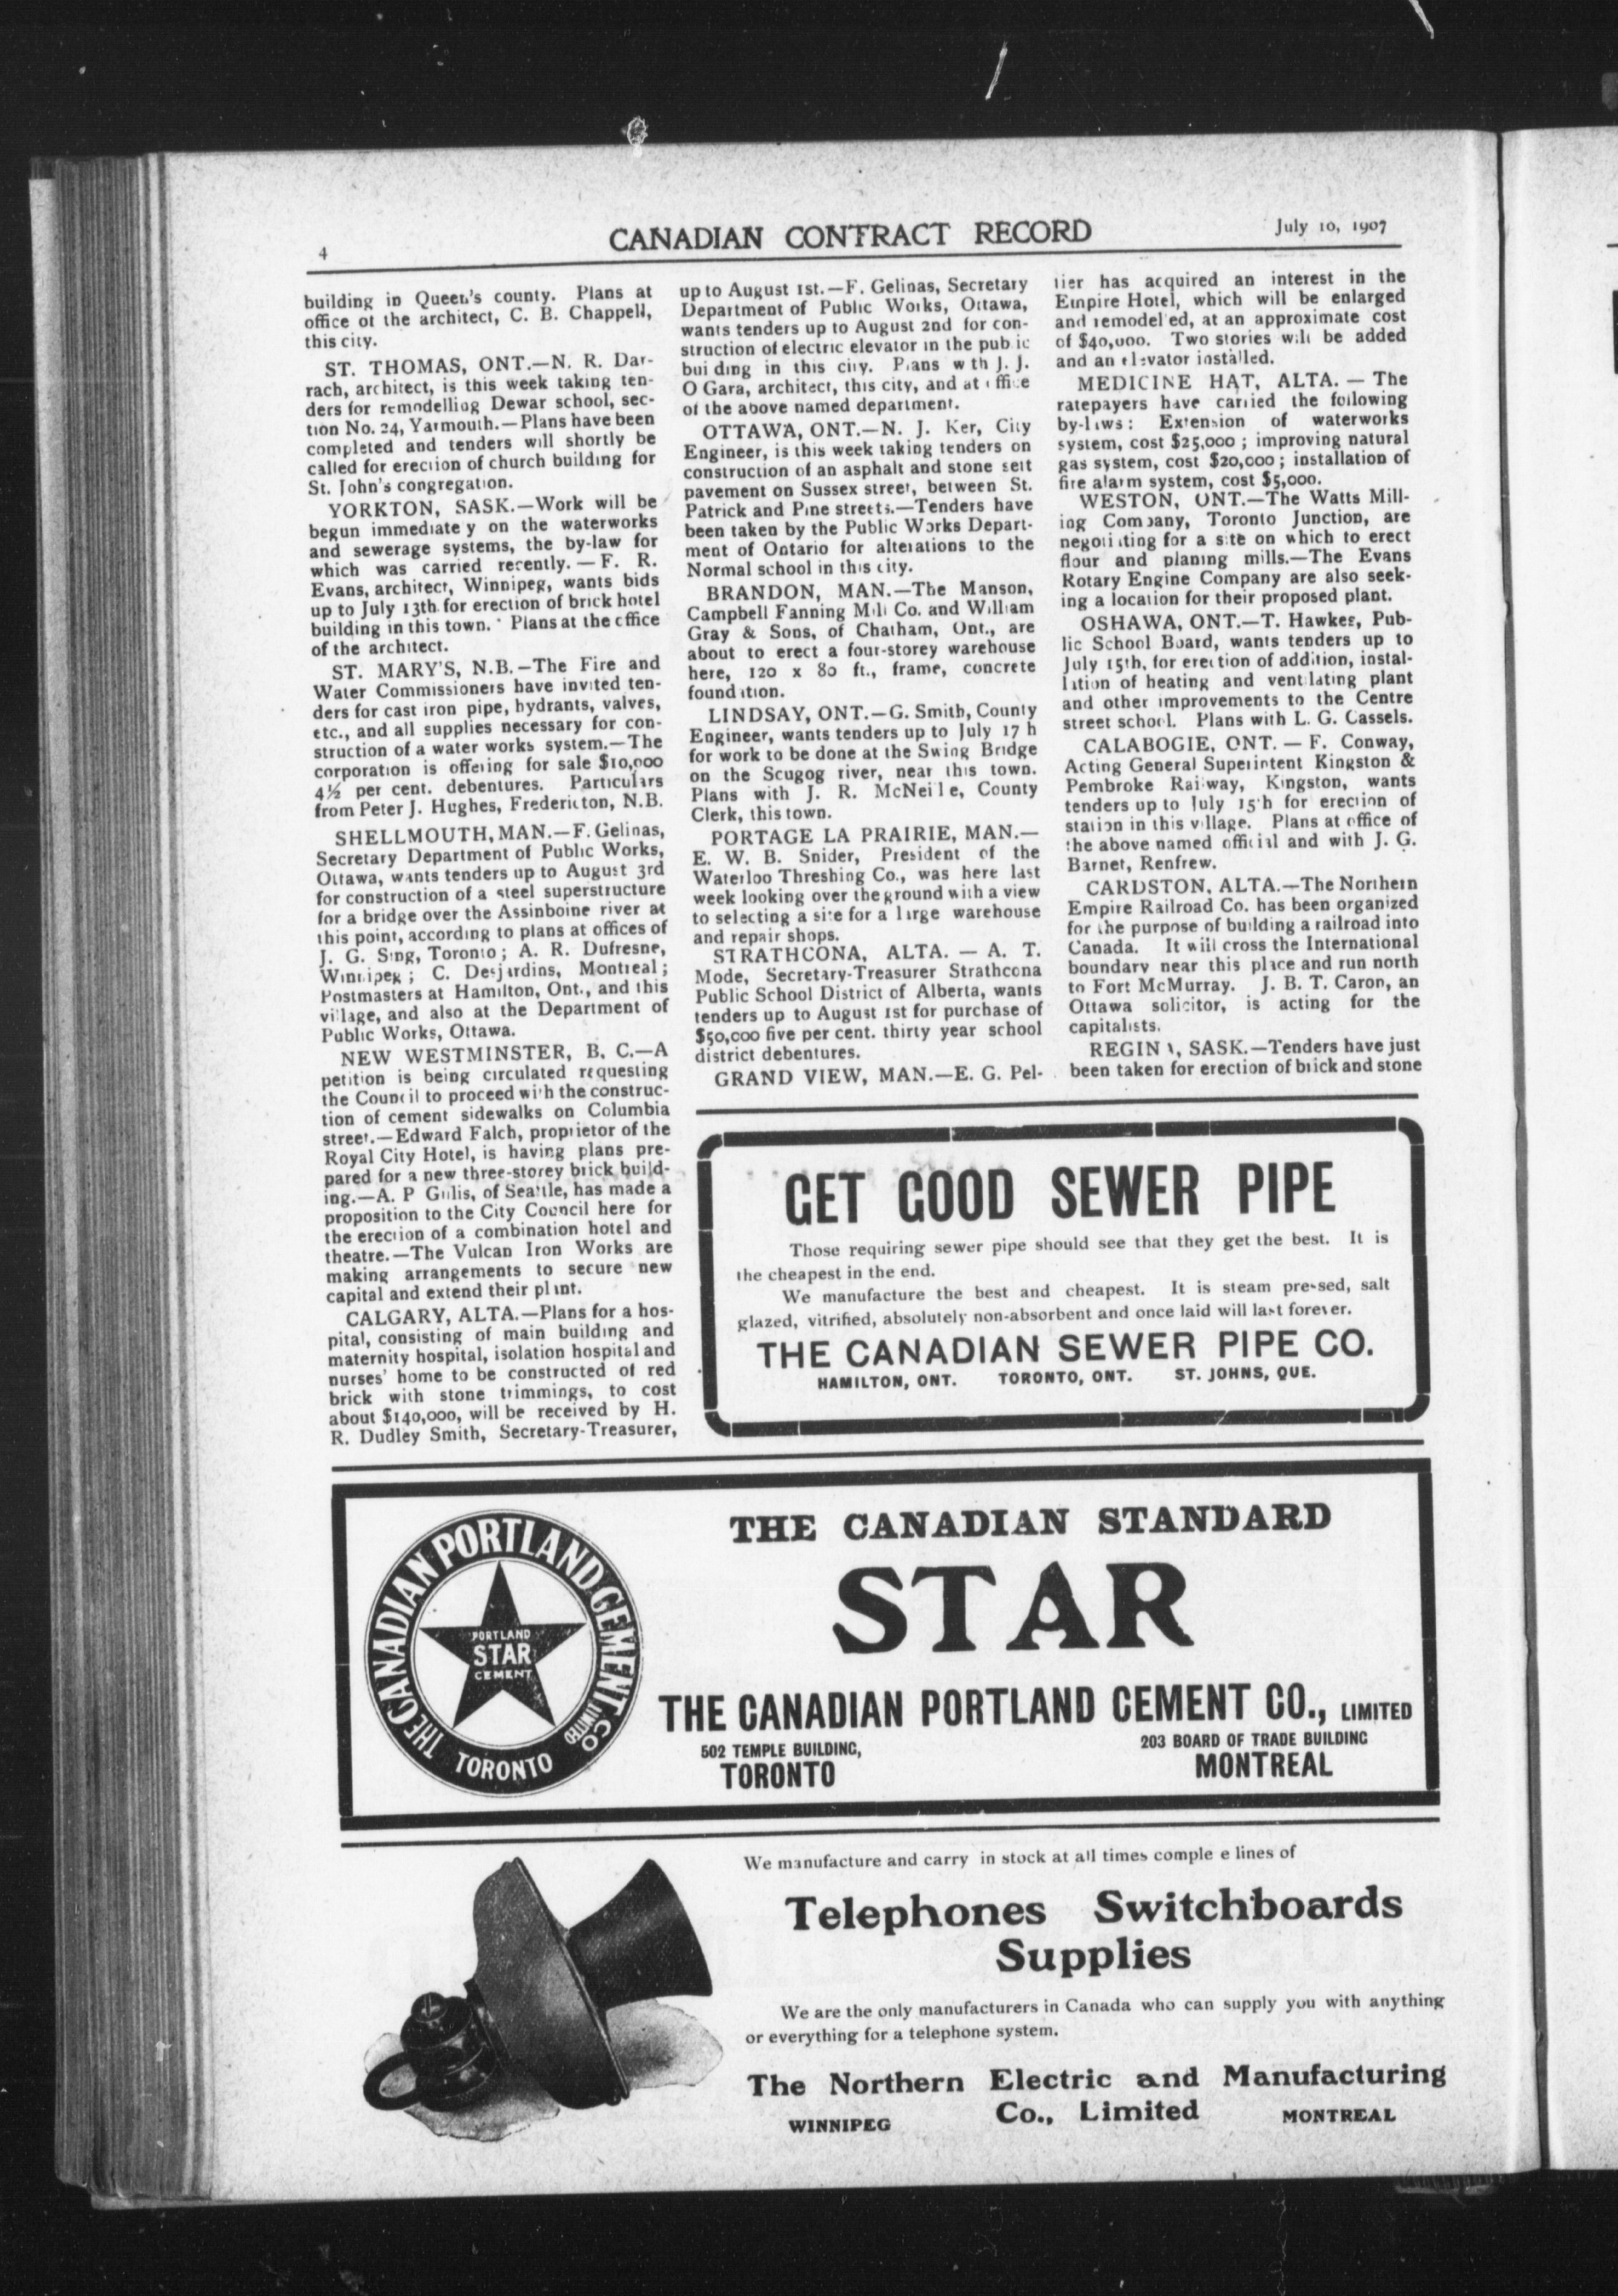 4
CANADIAN CONTRACT RECORD
July 10, 1907
building in Queen's county. Plans at
office of the architect, C. B. Chappell,
this city.
ST. THOMAS, ONT.—N. R. Dar-
rach, architect, is this week taking ten-
ders for remodelling Dewar school, sec-
tion No. 24, Yarmouth.—Plans have been
completed and tenders will shortly be
called for erection of church building for
St. John's congregation.
YORKTON, SASK.—Work will be
begun immediate y on the waterworks
and sewerage systems, the by-law for
which was carried recently.—F. R.
Evans, architect, Winnipeg, wants bids
up to July 13th for erection of brick hotel
building in this town. Plans at the office
of the architect.
ST. MARY'S, N.B.—The Fire and
Water Commissioners have invited ten-
ders for cast iron pipe, hydrants, valves,
etc., and all supplies necessary for con-
struction of a water works system.—The
corporation is offering for sale $10,000
4½ per cent. debentures. Particulars
from Peter J. Hughes, Fredericton, N.B.
SHELLMOUTH, MAN.—F. Gelinas,
Secretary Department of Public Works,
Ottawa, wants tenders up to August 3rd
for construction of a steel superstructure
for a bridge over the Assinboine river at
this point, according to plans at offices of
J. G. Sing, Toronto; A. R. Dufresne,
Winnipeg; C. Desjardins, Montreal;
Postmasters at Hamilton, Ont., and this
village, and also at the Department of
Public Works, Ottawa.
NEW WESTMINSTER, B. C.—A
petition is being circulated requesting
the Council to proceed with the construc-
tion of cement sidewalks on Columbia
street.—Edward Falch, proprietor of the
Royal City Hotel, is having plans pre-
pared for a new three-storey brick build-
ing.—A. P Gillis, of Seattle, has made a
proposition to the City Council here for
the erection of a combination hotel and
theatre.—The Vulcan Iron Works are
making arrangements to secure new
capital and extend their plant.
CALGARY, ALTA.—Plans for a hos-
pital, consisting of main building and
maternity hospital, isolation hospital and
nurses' home to be constructed of red
brick with stone trimmings, to cost
about $140,000, will be received by H.
R. Dudley Smith, Secretary-Treasurer,
up to August 1st.—F. Gelinas, Secretary
Department of Public Works, Ottawa,
wants tenders up to August 2nd for con-
struction of electric elevator in the pub ic
bui ding in this city. Plans w th J. J.
O Gara, architect, this city, and at office
of the above named department.
OTTAWA, ONT.—N. J. Ker, City
Engineer, is this week taking tenders on
construction of an asphalt and stone sett
pavement on Sussex street, between St.
Patrick and Pine streets.—Tenders have
been taken by the Public Works Depart-
ment of Ontario for alterations to the
Normal school in this city.
BRANDON, MAN.—The Manson,
Campbell Fanning Mill Co. and William
Gray & Sons, of Chatham, Ont., are
about to erect a four-storey warehouse
here, 120 x 80 ft., frame, concrete
foundation.
LINDSAY, ONT.—G. Smith, County
Engineer, wants tenders up to July 17 h
for work to be done at the Swing Bridge
on the Scugog river, near this town.
Plans with J. R. McNeil e, County
Clerk, this town.
PORTAGE LA PRAIRIE, MAN.—
E. W. B. Snider, President of the
Waterloo Threshing Co., was here last
week looking over the ground with a view
to selecting a site for a large warehouse
and repair shops.
STRATHCONA, ALTA. — A. T.
Mode, Secretary-Treasurer Strathcona
Public School District of Alberta, wants
tenders up to August 1st for purchase of
$50,000 five per cent. thirty year school
district debentures.
GRAND VIEW, MAN.—E. G. Pel-
tier has acquired an interest in the
Empire Hotel, which will be enlarged
and remodel ed, at an approximate cost
of $40,000. Two stories will be added
and an elevator installed.
MEDICINE HAT, ALTA. — The
ratepayers have carried the following
by-laws: Extension of waterworks
system, cost $25,000; improving natural
gas system, cost $20,000; installation of
fire alarm system, cost $5,000.
WESTON, ONT.—The Watts Mill-
ing Company, Toronto Junction, are
negotiating for a site on which to erect
flour and planing mills.—The Evans
Rotary Engine Company are also seek-
ing a location for their proposed plant.
OSHAWA, ONT.—T. Hawker, Pub-
lic School Board, wants tenders up to
July 15th, for erection of addition, instal-
lation of heating and ventilating plant
and other improvements to the Centre
street school. Plans with L. G. Cassels.
CALABOGIE, ONT. — F. Conway,
Acting General Superintent Kingston &
Pembroke Railway, Kingston, wants
tenders up to July 15th for erection of
station in this village. Plans at office of
the above named official and with J. G.
Barnet, Renfrew.
CARDSTON, ALTA.—The Northern
Empire Railroad Co. has been organized
for the purpose of building a railroad into
Canada. It will cross the International
boundary near this place and run north
to Fort McMurray. J. B. T. Caron, an
Ottawa solicitor, is acting for the
capitalists.
REGINA, SASK.—Tenders have just
been taken for erection of brick and stone
GET GOOD SEWER PIPE
Those requiring sewer pipe should see that they get the best. It is
the cheapest in the end.
We manufacture the best and cheapest. It is steam pressed, salt
glazed, vitrified, absolutely non-absorbent and once laid will last forever.
THE CANADIAN SEWER PIPE CO.
HAMILTON, ONT. TORONTO, ONT. ST. JOHNS, QUE.
THE CANADIAN PORTLAND CEMENT CO LIMITED
TORONTO
PORTLAND
STAR
CEMENT
THE CANADIAN STANDARD
STAR
THE CANADIAN PORTLAND CEMENT CO., LIMITED
502 TEMPLE BUILDING, 203 BOARD OF TRADE BUILDING
TORONTO MONTREAL
We manufacture and carry in stock at all times comple e lines of
Telephones Switchboards
Supplies
We are the only manufacturers in Canada who can supply you with anything
or everything for a telephone system.
The Northern Electric and Manufacturing
Co., Limited
WINNIPEG MONTREAL